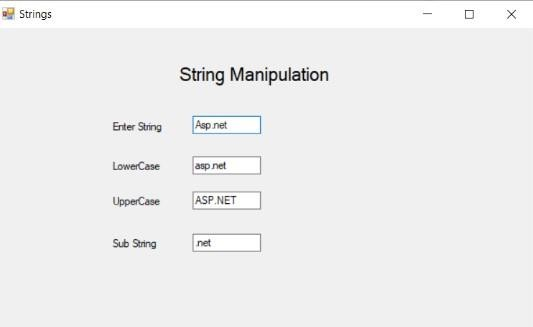 Strings
String Manipulation
Enter String Asp.net
LowerCase asp.net
UpperCase ASP.NET
Sub String .net